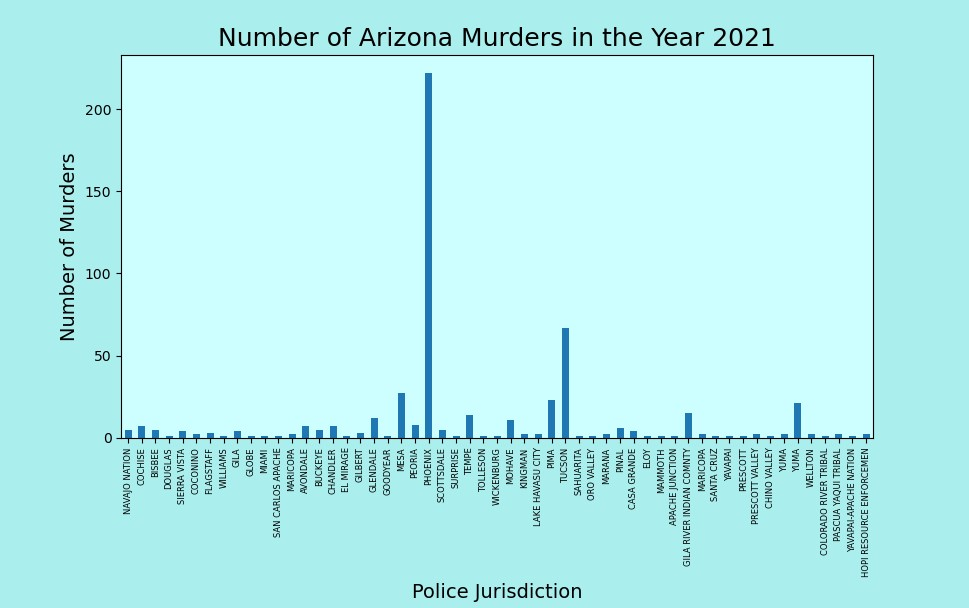 Number of Arizona Murders in the Year 2021
Number of Murders
200
150
100
50
0
NAVAJO NATION
COCHISE
BISBEE
DOUGLAS
SIERRA VISTA
COCONINO
FLAGSTAFF
WILLIAMS
GILA
GLOBE
MIAMI
SAN CARLOS APACHE
MARICOPA
AVONDALE
BUCKEYE
CHANDLER
EL MIRAGE
GILBERT
GLENDALE
GOODYEAR
MESA
PEORIA
PHOENIX
SCOTTSDALE
SURPRISE
TEMPE
TOLLESON
WICKENBURG
MOHAVE
KINGMAN
LAKE HAVASU CITY
PIMA
TUCSON
SAHUARITA
ORO VALLEY
MARANA
PINAL
CASA GRANDE
ELOY
MAMMOTH
APACHE JUNCTION
GILA RIVER INDIAN COMNTY
MARICOPA
SANTA CRUZ
YAVAPAI
PRESCOTT
PRESCOTT VALLEY
CHINO VALLEY
YUMA
YUMA
WELLTON
COLORADO RIVER TRIBAL
PASCUA YAQUI TRIBAL
YAVAPAI-APACHE NATION
HOPI RESOURCE ENFORCEMEN
Police Jurisdiction